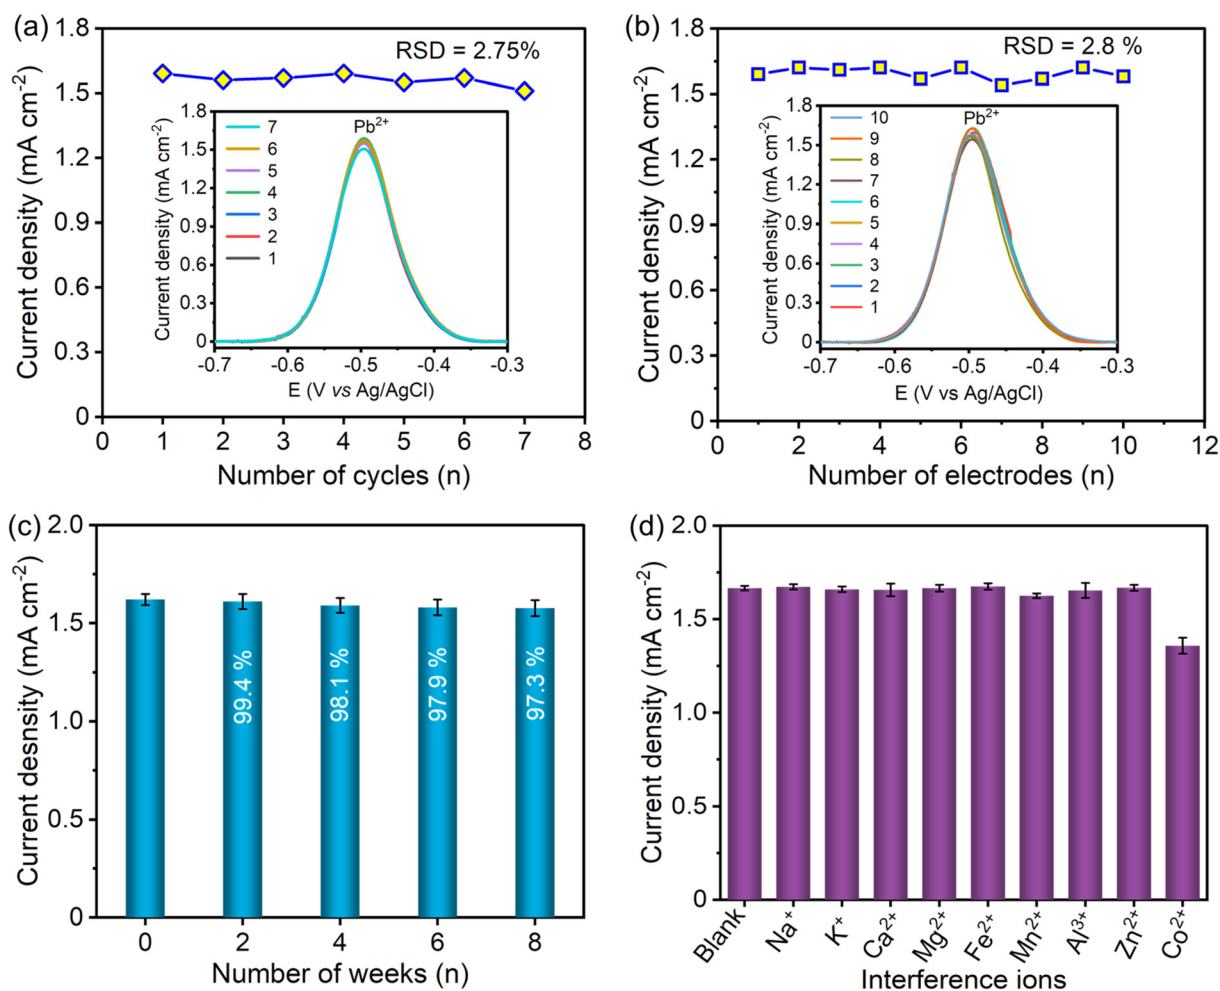 (a)
1.8
1.5
1.2
0.9
0.6
0.3
0
Current density (mA cm-2)
RSD = 2.75%
1.8
1.5
1.2
0.9
0.6
0.3
0
Current density (mA cm-2)
7
6
5
4
3
2
1
Pb2+
-0.7 -0.6 -0.5 -0.4 -0.3
E (V vs Ag/AgCl)
0 1 2 3 4 5 6 7 8
Number of cycles (n)
(b)
1.8
1.5
1.2
0.9
0.6
0.3
0
Current density (mA cm-2)
RSD = 2.8 %
1.8
1.5
1.2
0.9
0.6
0.3
0
Current density (mA cm-2)
10
9
8
7
6
5
4
3
2
1
Pb2+
-0.7 -0.6 -0.5 -0.4 -0.3
E (V vs Ag/AgCl)
0 2 4 6 8 10 12
Number of electrodes (n)
(c)
2.0
1.5
1.0
0.5
0
Current desnsity (mA cm-2)
99.4 %
98.1 %
97.9 %
97.3 %
0 2 4 6 8
Number of weeks (n)
(d)
2.0
1.5
1.0
0.5
0
Current density (mA cm-2)
Blank Na+ K+ Ca2+ Mg2+ Fe2+ Mn2+ Al3+ Zn2+ Co2+
Interference ions